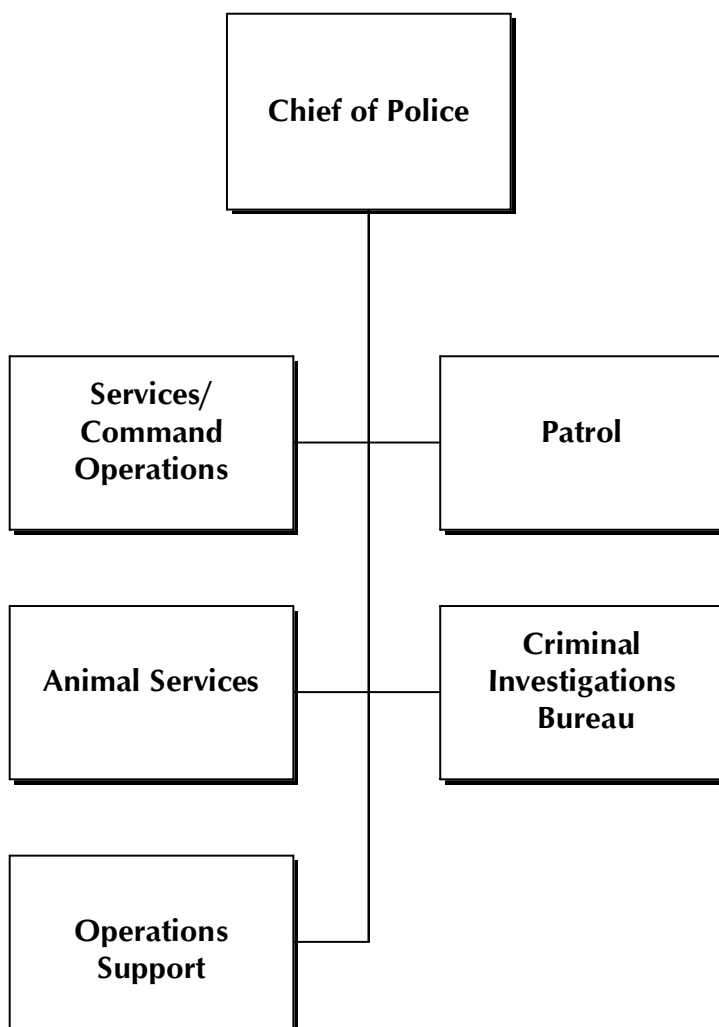 Chief of Police
Services/
Command
Operations
Patrol
Animal Services
Criminal
Investigations
Bureau
Operations
Support